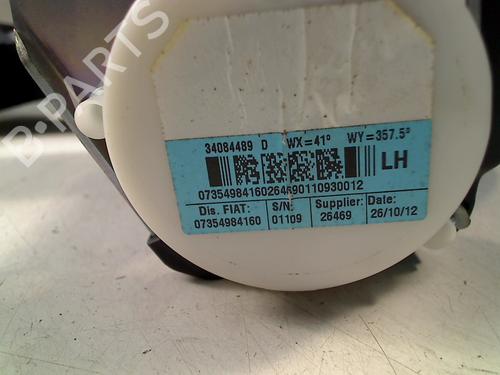 B-PARTS
34084489 D WX=41° WY=357.5°
LH
07354984160264690110930012
Dis. FIAT: S/N: Supplier: Date:
07354984160 01109 26469 26/10/12